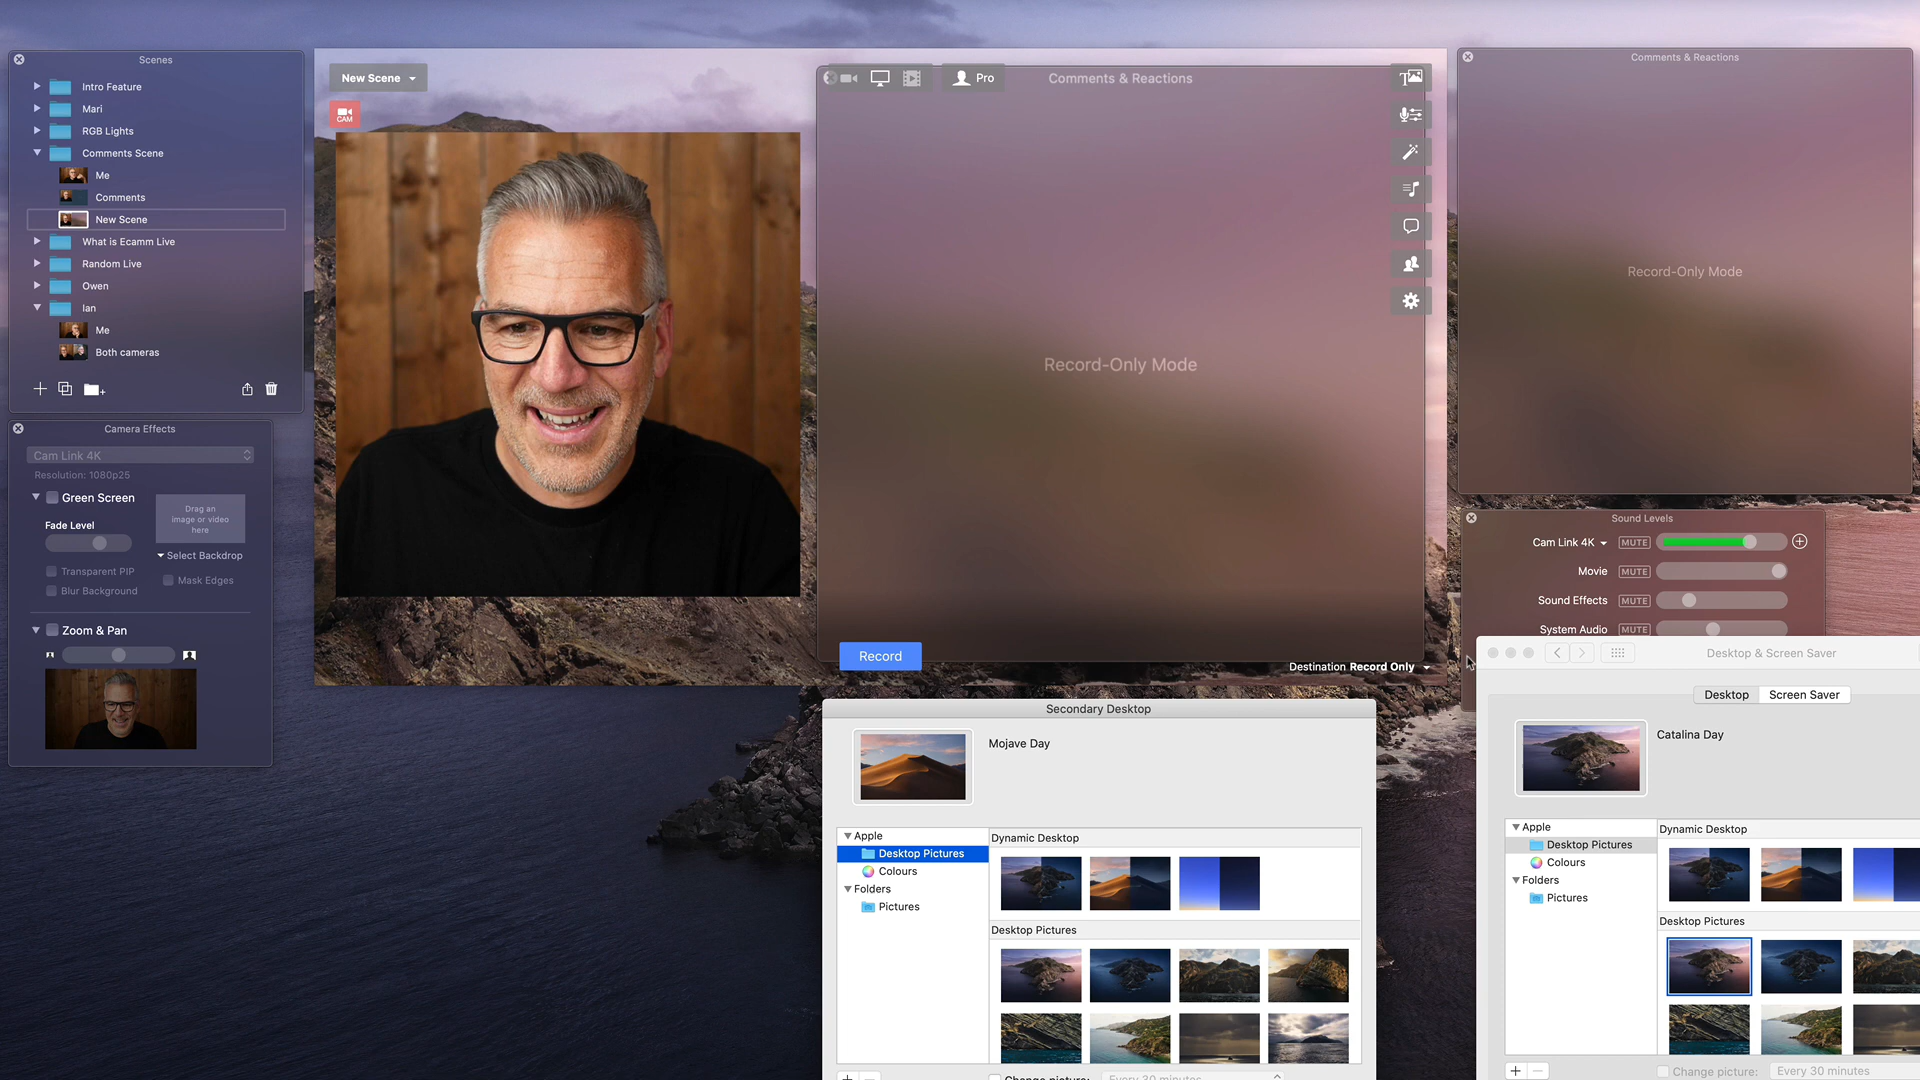 Scenes
Intro Feature
Mari
RGB Lights
Comments Scene
Me
Comments
New Scene
What is Ecamm Live
Random Live
Owen
Ian
Me
Both cameras
Camera Effects
Cam Link 4K
Resolution: 1080p25
Green Screen
Fade Level
Drag an
image or video
here
Select Backdrop
Transparent PIP
Mask Edges
Blur Background
Zoom & Pan
New Scene
CAM
Pro
Comments & Reactions
Record-Only Mode
Record
Destination Record Only
Comments & Reactions
Record-Only Mode
Sound Levels
Cam Link 4K MUTE
Movie MUTE
Sound Effects MUTE
System Audio MUTE
Secondary Desktop
Mojave Day
Apple
Desktop Pictures
Colours
Folders
Pictures
Dynamic Desktop
Desktop Pictures
Change picture: Every 30 minutes
Desktop & Screen Saver
Desktop Screen Saver
Catalina Day
Apple
Desktop Pictures
Colours
Folders
Pictures
Dynamic Desktop
Desktop Pictures
Change picture: Every 30 minutes